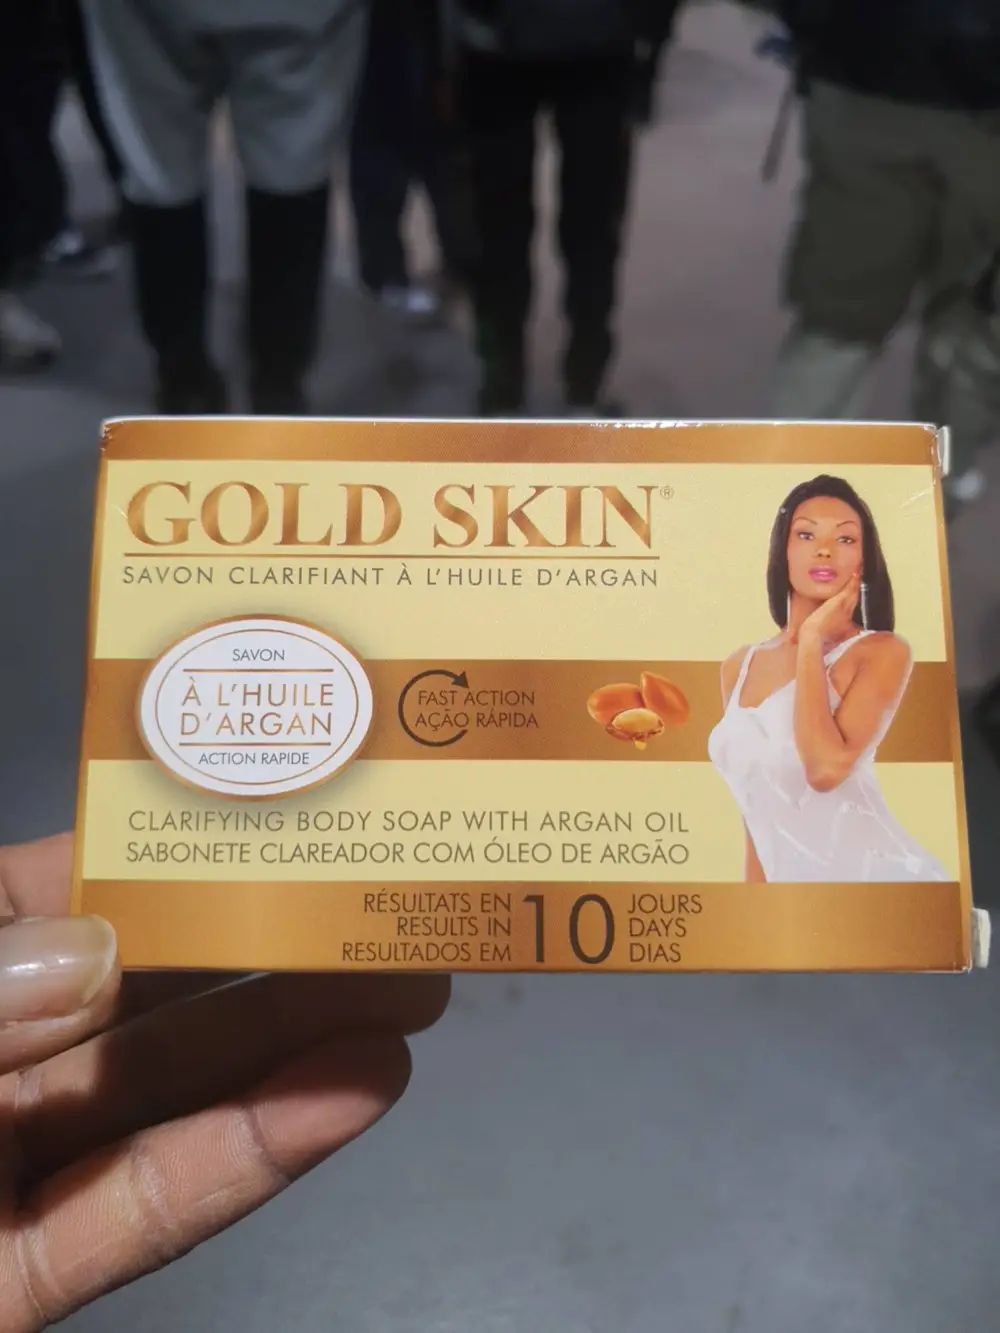 GOLD SKIN®
SAVON CLARIFIANT À L'HUILE D'ARGAN
SAVON
À L'HUILE
D'ARGAN
ACTION RAPIDE
FAST ACTION
AÇÃO RÁPIDA
CLARIFYING BODY SOAP WITH ARGAN OIL
SABONETE CLAREADOR COM ÓLEO DE ARGÃO
RÉSULTATS EN 10 JOURS
RESULTS IN DAYS
RESULTADOS EM DIAS